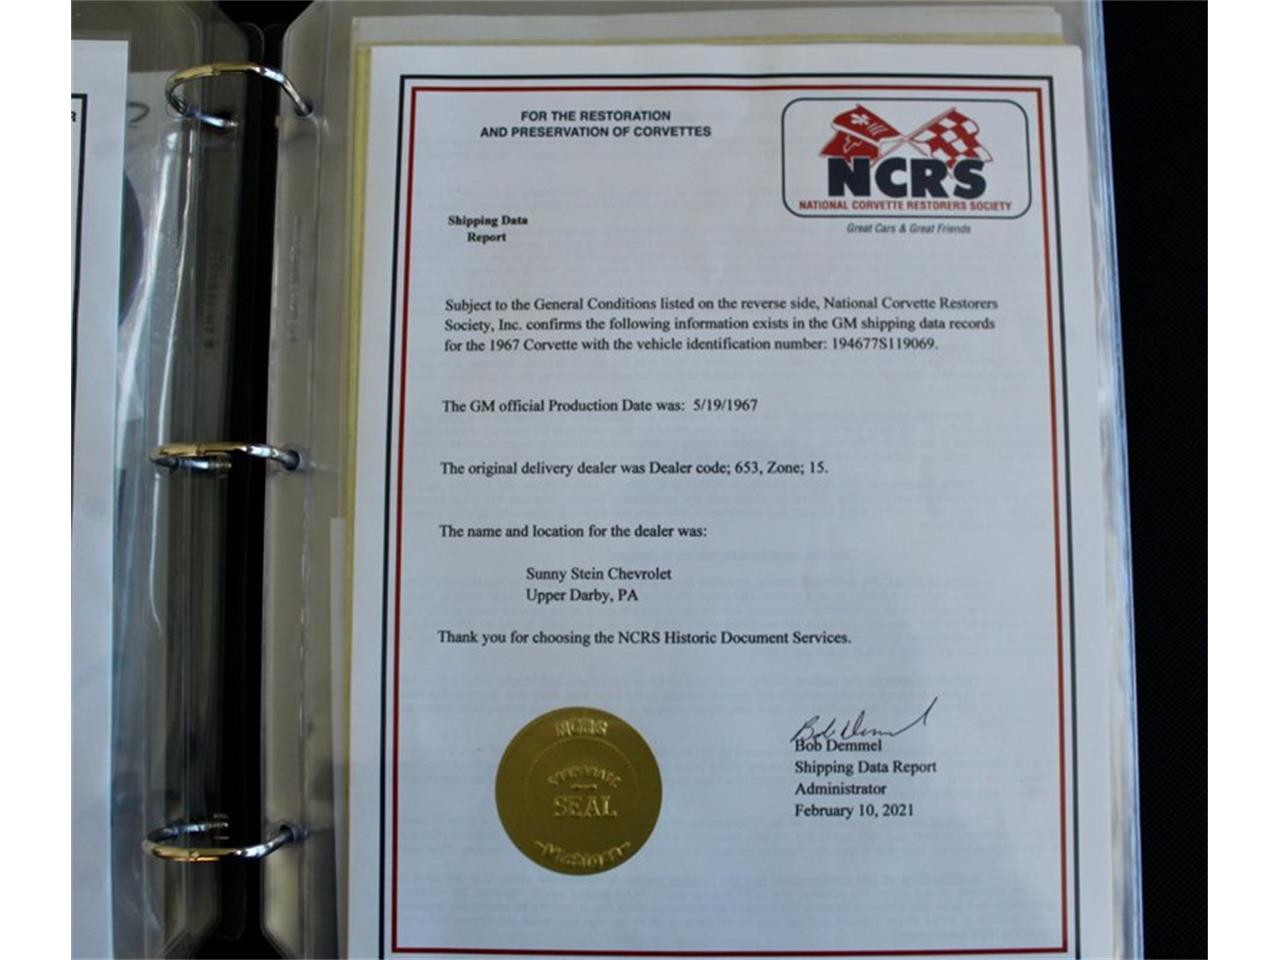 R
FOR THE RESTORATION
AND PRESERVATION OF CORVETTES
NCRS
NATIONAL CORVETTE RESTORERS SOCIETY
Great Cars & Great Friends
Shipping Data
Report
Subject to the General Conditions listed on the reverse side, National Corvette Restorers
Society, Inc. confirms the following information exists in the GM shipping data records
for the 1967 Corvette with the vehicle identification number: 194677S119069.
The GM official Production Date was: 5/19/1967
The original delivery dealer was Dealer code; 653, Zone; 15.
The name and location for the dealer was:
Sunny Stein Chevrolet
Upper Darby, PA
Thank you for choosing the NCRS Historic Document Services.
NCRS
CORPORATE
SEAL
Michigan
Bob Demmel
Bob Demmel
Shipping Data Report
Administrator
February 10, 2021